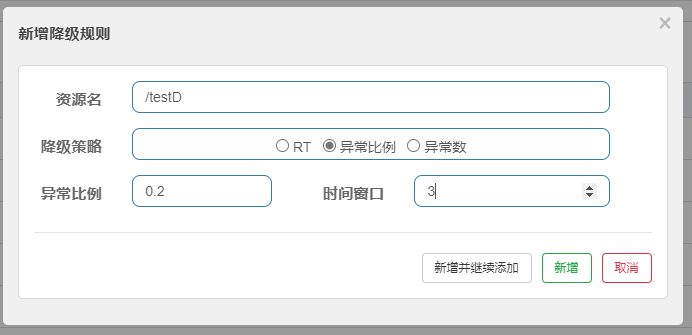 新增降级规则 ×
资源名 /testD
降级策略 RT 异常比例 异常数
异常比例 0.2 时间窗口 3
新增并继续添加 新增 取消